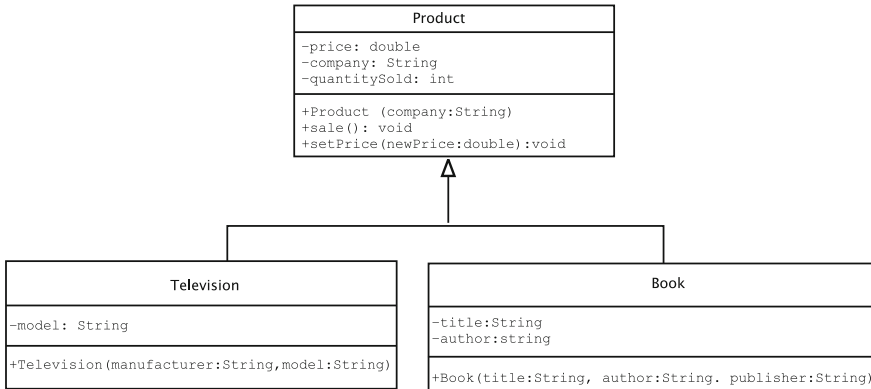 Product
-price: double
-company: String
-quantitySold: int
+Product (company:String)
+sale(): void
+setPrice(newPrice:double):void
Television
-model: String
+Television(manufacturer:String,model:String)
Book
-title:String
-author:string
+Book(title:String, author:String. publisher:String)